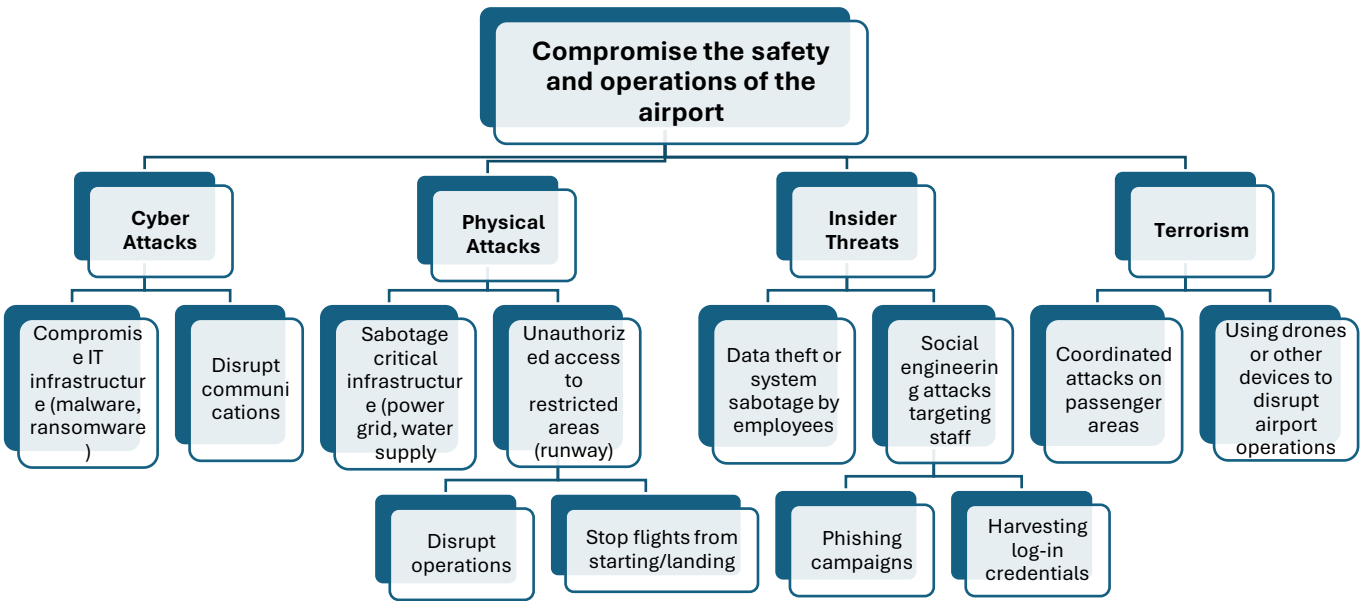 Compromise the safety
and operations of the
airport
Cyber
Attacks
Physical
Attacks
Insider
Threats
Terrorism
Compromis
e IT
infrastructur
e (malware,
ransomware
)
Disrupt
communi
cations
Sabotage
critical
infrastructur
e (power
grid, water
supply
Unauthoriz
ed access
to
restricted
areas
(runway)
Data theft or
system
sabotage by
employees
Social
engineerin
g attacks
targeting
staff
Coordinated
attacks on
passenger
areas
Using drones
or other
devices to
disrupt
airport
operations
Disrupt
operations
Stop flights from
starting/landing
Phishing
campaigns
Harvesting
log-in
credentials